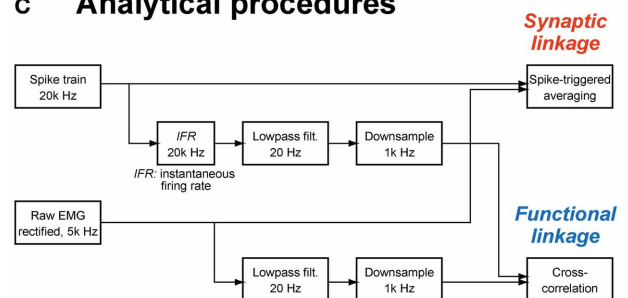 C Analytical procedures
Synaptic
linkage
Spike train
20k Hz
Spike-triggered
averaging
IFR
20k Hz
Lowpass filt.
20 Hz
Downsample
1k Hz
IFR: instantaneous
firing rate
Raw EMG
rectified, 5k Hz
Functional
linkage
Lowpass filt.
20 Hz
Downsample
1k Hz
Cross-
correlation